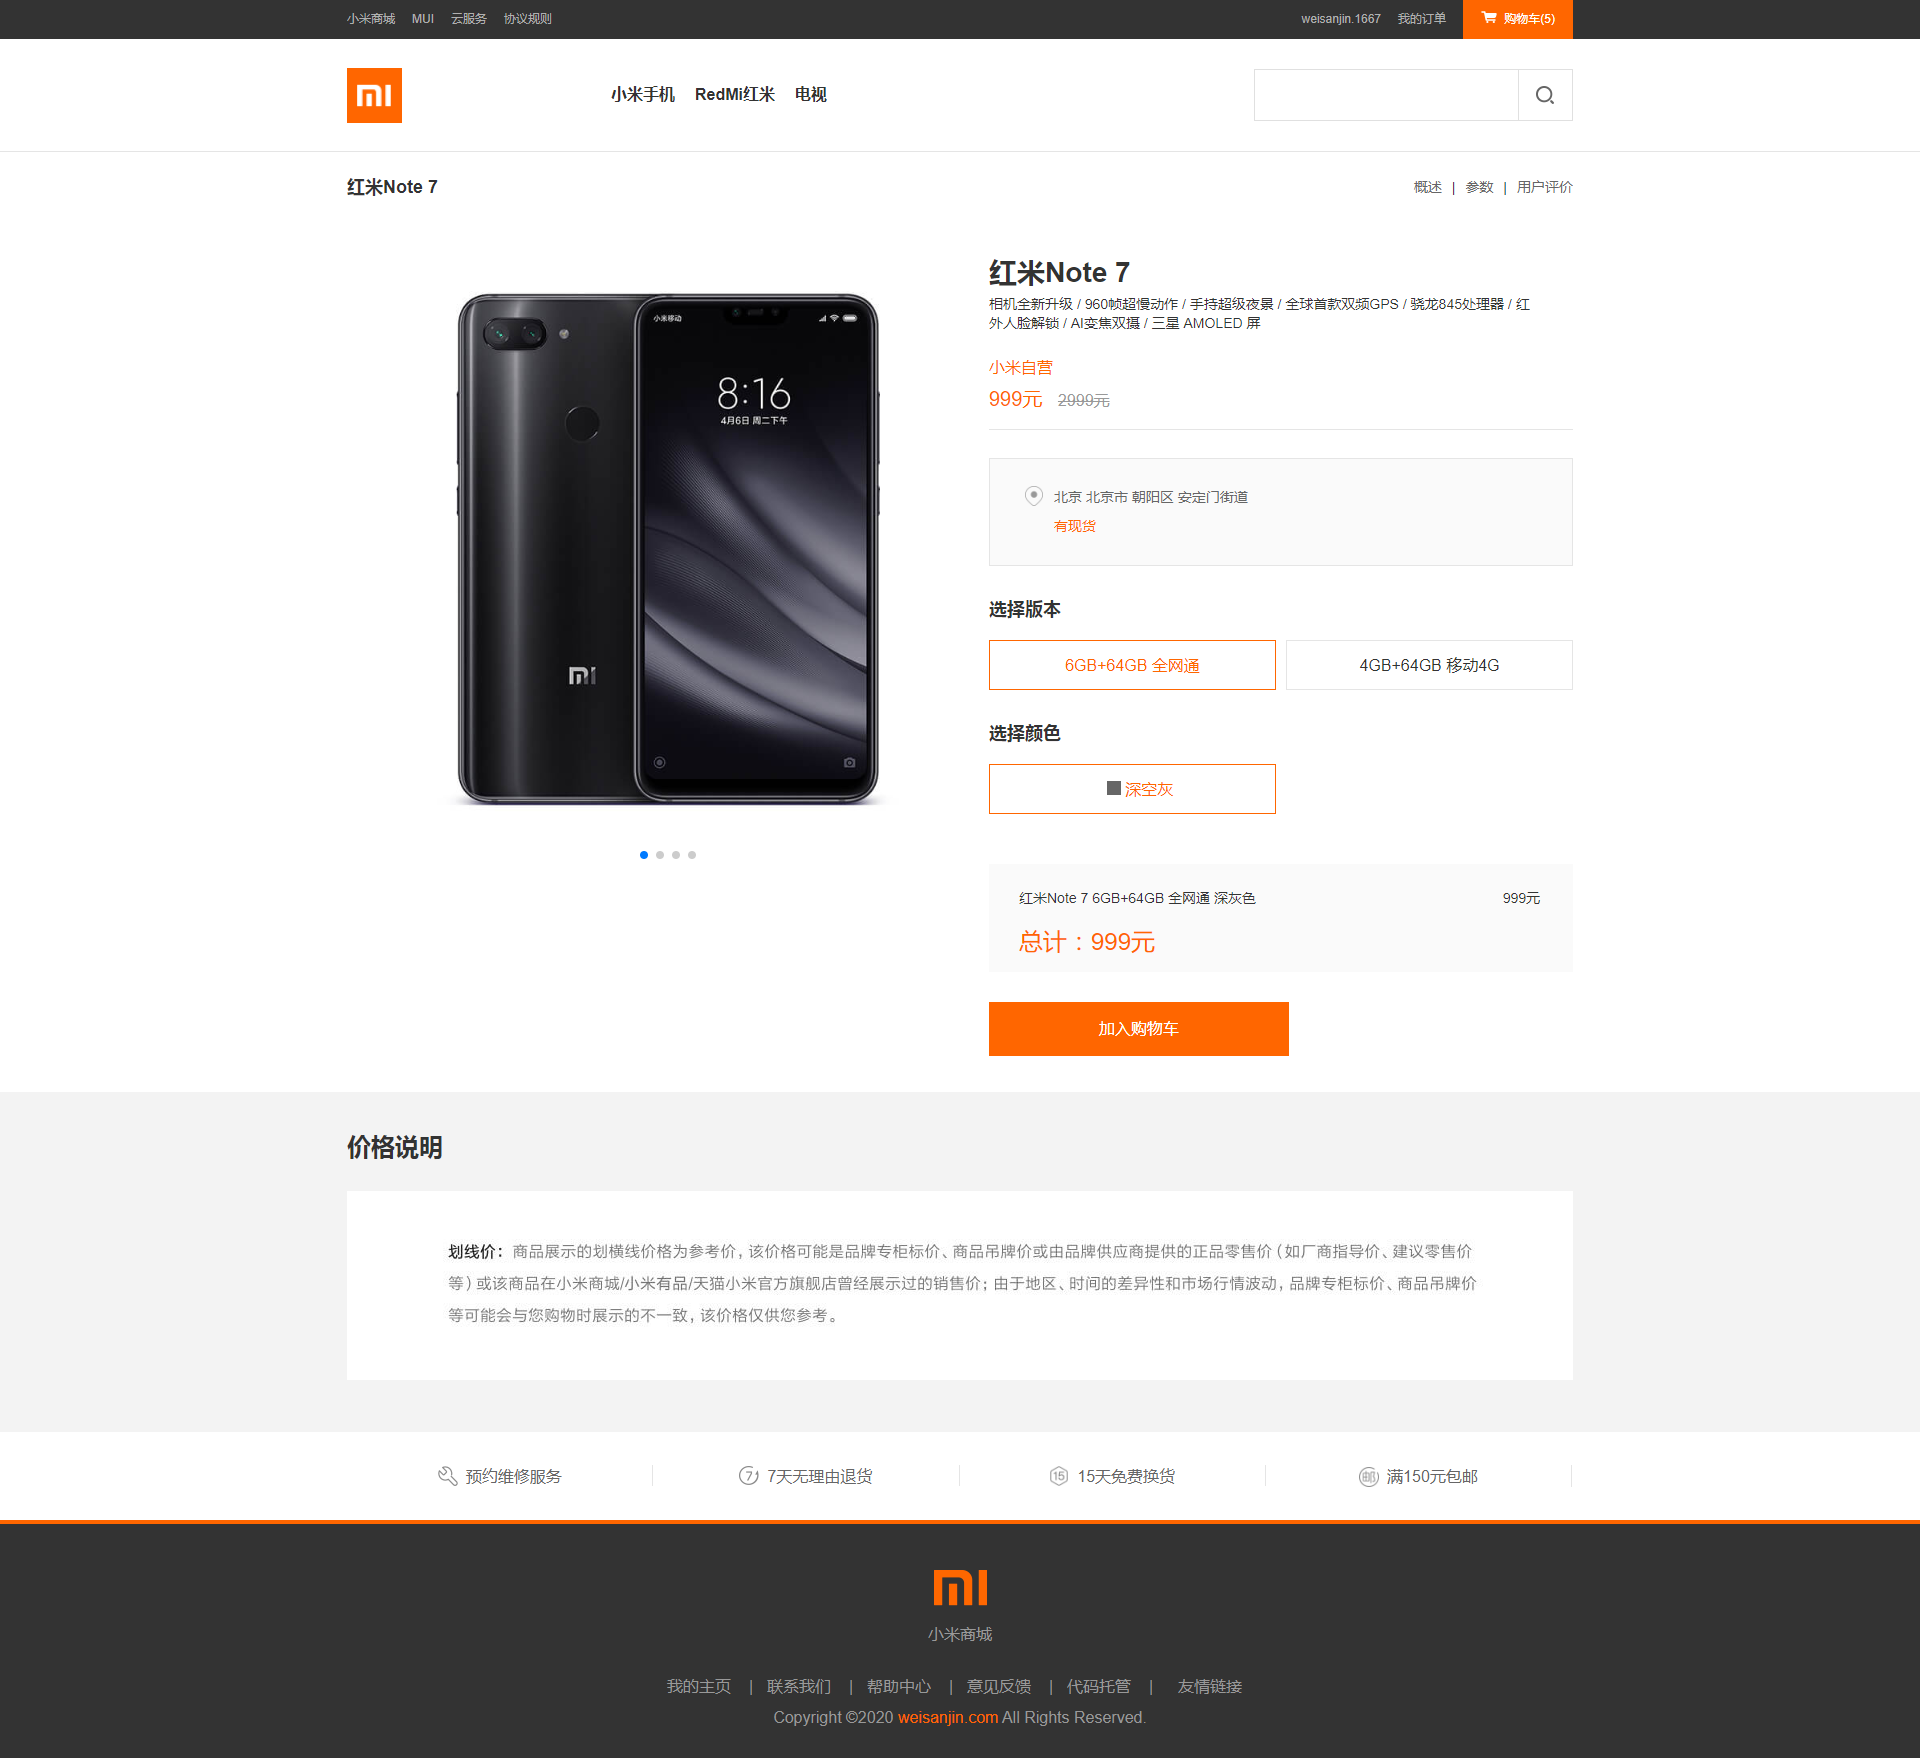 小米商城 MUI 云服务 协议规则 weisanjin.1667 我的订单 购物车(5)
小米手机 RedMi红米 电视
红米Note 7 概述 | 参数 | 用户评价
小米移动
8:16
4月6日 周二下午
红米Note 7
相机全新升级 / 960帧超慢动作 / 手持超级夜景 / 全球首款双频GPS / 骁龙845处理器 / 红
外人脸解锁 / AI变焦双摄 / 三星 AMOLED 屏
小米自营
999元 2999元
北京 北京市 朝阳区 安定门街道
有现货
选择版本
6GB+64GB 全网通 4GB+64GB 移动4G
选择颜色
深空灰
红米Note 7 6GB+64GB 全网通 深灰色 999元
总计：999元
加入购物车
价格说明
划线价：商品展示的划横线价格为参考价，该价格可能是品牌专柜标价、商品吊牌价或由品牌供应商提供的正品零售价（如厂商指导价、建议零售价
等）或该商品在小米商城/小米有品/天猫小米官方旗舰店曾经展示过的销售价；由于地区、时间的差异性和市场行情波动，品牌专柜标价、商品吊牌价
等可能会与您购物时展示的不一致，该价格仅供您参考。
预约维修服务 7 7天无理由退货 15 15天免费换货 邮 满150元包邮
小米商城
我的主页 | 联系我们 | 帮助中心 | 意见反馈 | 代码托管 | 友情链接
Copyright ©2020 weisanjin.com All Rights Reserved.